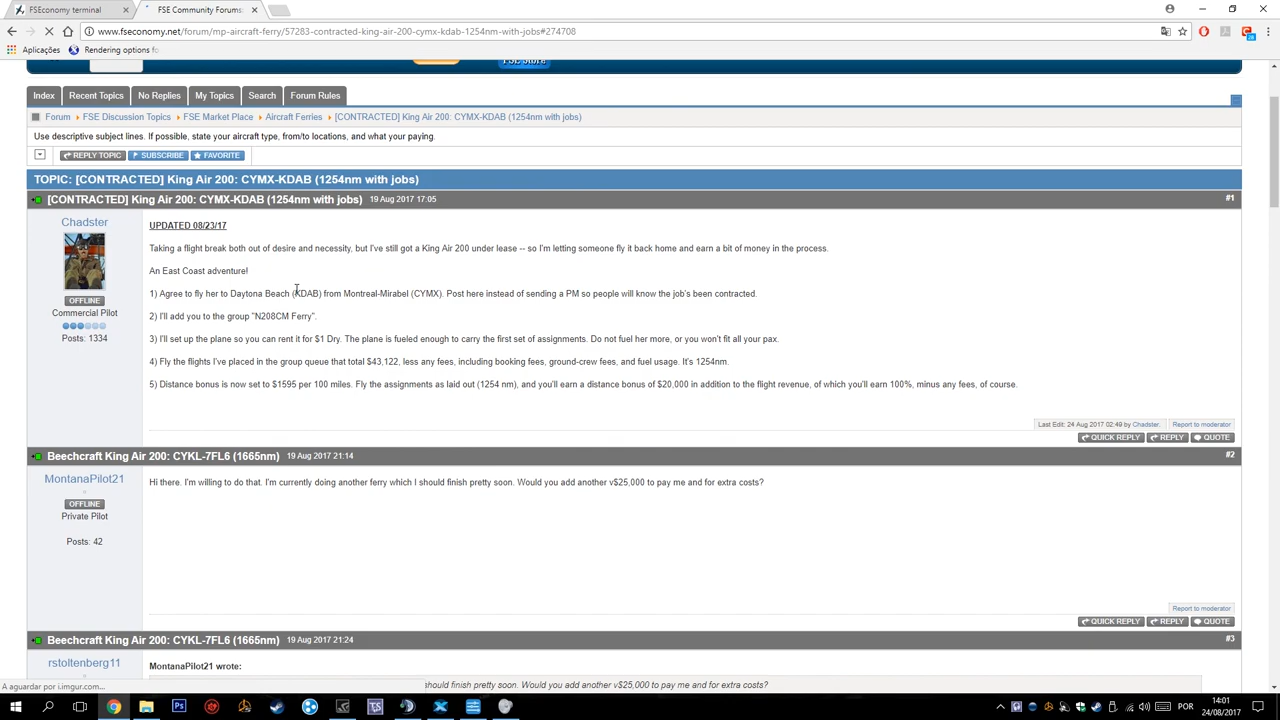 FSEconomy terminal
FSE Community Forums:
www.fseconomy.net/forum/mp-aircraft-ferry/57283-contracted-king-air-200-cymx-kdab-1254nm-with-jobs#274708
Aplicações
Rendering options fo
FSE Store
Index
Recent Topics
No Replies
My Topics
Search
Forum Rules
Forum
FSE Discussion Topics
FSE Market Place
Aircraft Ferries
[CONTRACTED] King Air 200: CYMX-KDAB (1254nm with jobs)
Use descriptive subject lines. If possible, state your aircraft type, from/to locations, and what your paying.
REPLY TOPIC
SUBSCRIBE
FAVORITE
TOPIC: [CONTRACTED] King Air 200: CYMX-KDAB (1254nm with jobs)
[CONTRACTED] King Air 200: CYMX-KDAB (1254nm with jobs) 19 Aug 2017 17:05
#1
Chadster
OFFLINE
Commercial Pilot
Posts: 1334
UPDATED 08/23/17
Taking a flight break both out of desire and necessity, but I've still got a King Air 200 under lease -- so I'm letting someone fly it back home and earn a bit of money in the process.
An East Coast adventure!
1) Agree to fly her to Daytona Beach (KDAB) from Montreal-Mirabel (CYMX). Post here instead of sending a PM so people will know the job's been contracted.
2) I'll add you to the group "N208CM Ferry".
3) I'll set up the plane so you can rent it for $1 Dry. The plane is fueled enough to carry the first set of assignments. Do not fuel her more, or you won't fit all your pax.
4) Fly the flights I've placed in the group queue that total $43,122, less any fees, including booking fees, ground-crew fees, and fuel usage. It's 1254nm.
5) Distance bonus is now set to $1595 per 100 miles. Fly the assignments as laid out (1254 nm), and you'll earn a distance bonus of $20,000 in addition to the flight revenue, of which you'll earn 100%, minus any fees, of course.
Last Edit: 24 Aug 2017 02:49 by Chadster.
Report to moderator
QUICK REPLY
REPLY
QUOTE
Beechcraft King Air 200: CYKL-7FL6 (1665nm) 19 Aug 2017 21:14
#2
MontanaPilot21
OFFLINE
Private Pilot
Posts: 42
Hi there. I'm willing to do that. I'm currently doing another ferry which I should finish pretty soon. Would you add another v$25,000 to pay me and for extra costs?
Report to moderator
QUICK REPLY
REPLY
QUOTE
Beechcraft King Air 200: CYKL-7FL6 (1665nm) 19 Aug 2017 21:24
#3
rstoltenberg11
MontanaPilot21 wrote:
should finish pretty soon. Would you add another v$25,000 to pay me and for extra costs?
A aguardar por i.imgur.com...
POR
14:01
24/08/2017